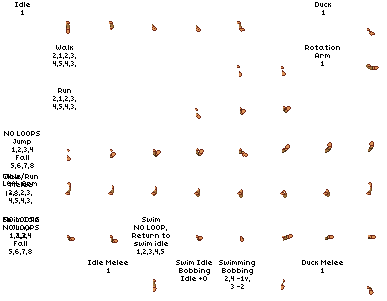 Idle
1
Duck
1
Walk
2,1,2,3,
4,5,4,3,
Rotation
Arm
1
Run
2,1,2,3,
4,5,4,3,
NO LOOPS
Jump
1,2,3,4
Fall
5,6,7,8
4,5,4,3,
NO LOOPS
Fall
5,6,7,8
Swim
NO LOOP,
Return to
swim idle
1,2,3,4,5
Idle Melee
1
Swim Idle
Bobbing
Idle +0
Swimming
Bobbing
2,4 -1v,
3 -2
Duck Melee
1